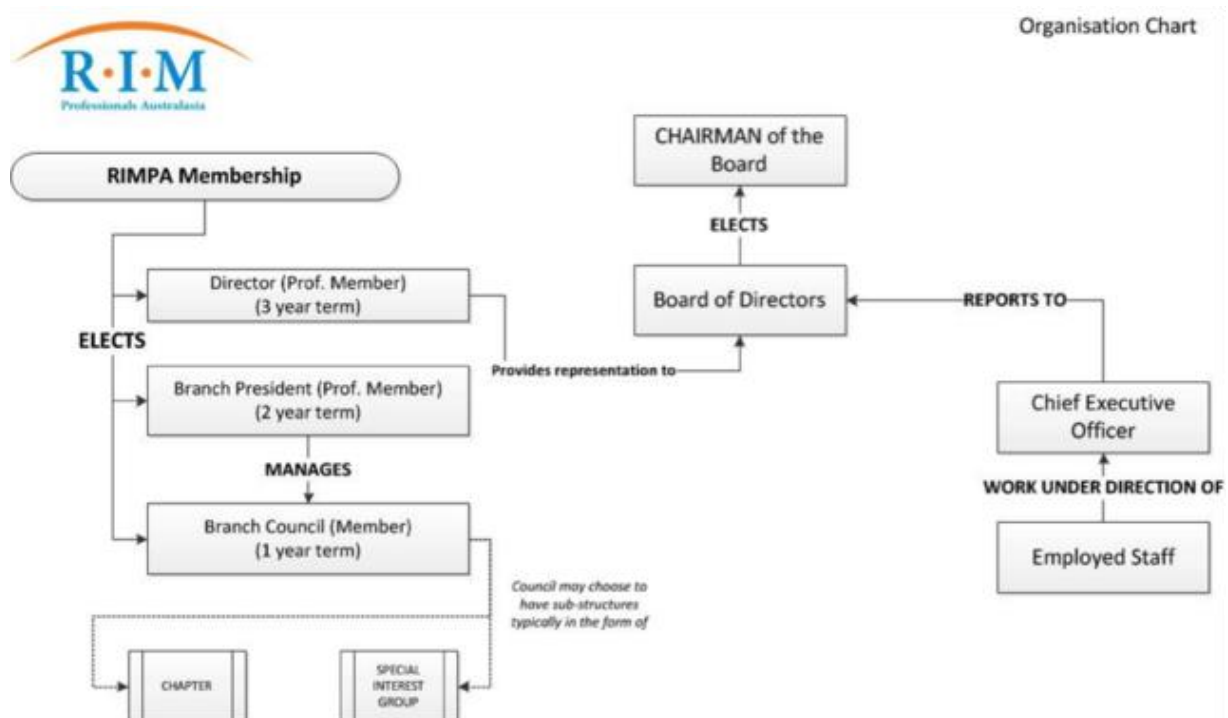 Organisation Chart
R·I·M
Professionals Australasia
CHAIRMAN of the
Board
RIMPA Membership
ELECTS
Director (Prof. Member)
(3 year term)
Board of Directors
REPORTS TO
ELECTS
Provides representation to
Branch President (Prof. Member)
(2 year term)
Chief Executive
Officer
MANAGES
WORK UNDER DIRECTION OF
Branch Council (Member)
(1 year term)
Employed Staff
Council may choose to
have sub-structures
typically in the form of
CHAPTER
SPECIAL
INTEREST
GROUP